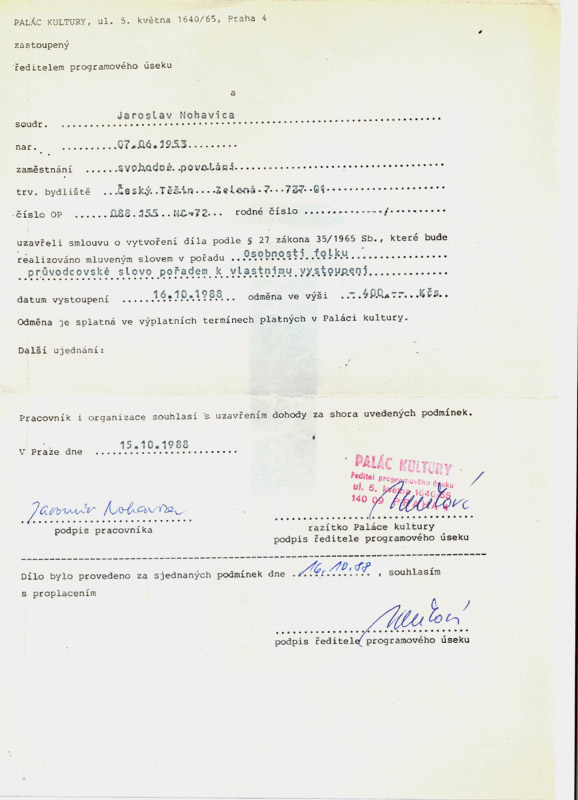 PALÁC KULTURY, ul. 5. května 1640/65, Praha 4
zastoupený
ředitelem programového úseku
a
soudr. Jaroslav Nohavica
nar. 07.06.1953
zaměstnání svobodné povolání
trv. bydliště Český Těšín Zelená 7 737 01
číslo OP 088 155 NC-72 rodné číslo /
uzavřeli smlouvu o vytvoření díla podle § 27 zákona 35/1965 Sb., které bude
realizováno mluveným slovem v pořadu Osobnosti folku
průvodcovské slovo pořadem k vlastnímu vystoupení
datum vystoupení 16.10.1988 odměna ve výši - 400.-- Kčs
Odměna je splatná ve výplatních termínech platných v Paláci kultury.
Další ujednání:
Pracovník i organizace souhlasí s uzavřením dohody za shora uvedených podmínek.
V Praze dne 15.10.1988
PALÁC KULTURY
ředitel programového úseku
ul. 5. května 1640/65
140 09
Jaromír Nohavica
podpis pracovníka
razítko Paláce kultury
podpis ředitele programového úseku
Dílo bylo provedeno za sjednaných podmínek dne 16.10.88, souhlasím
s proplacením
podpis ředitele programového úseku